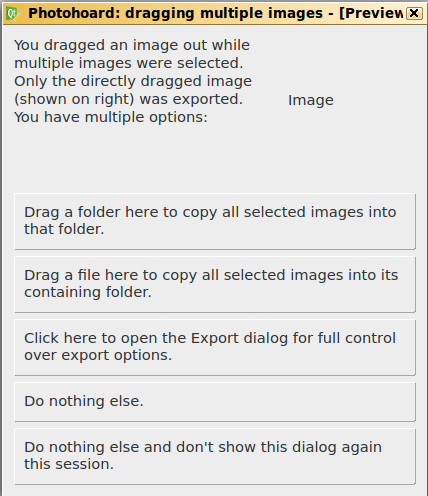 Photohoard: dragging multiple images - [Preview
You dragged an image out while
multiple images were selected.
Only the directly dragged image
(shown on right) was exported.
You have multiple options:
Image
Drag a folder here to copy all selected images into
that folder.
Drag a file here to copy all selected images into its
containing folder.
Click here to open the Export dialog for full control
over export options.
Do nothing else.
Do nothing else and don't show this dialog again
this session.